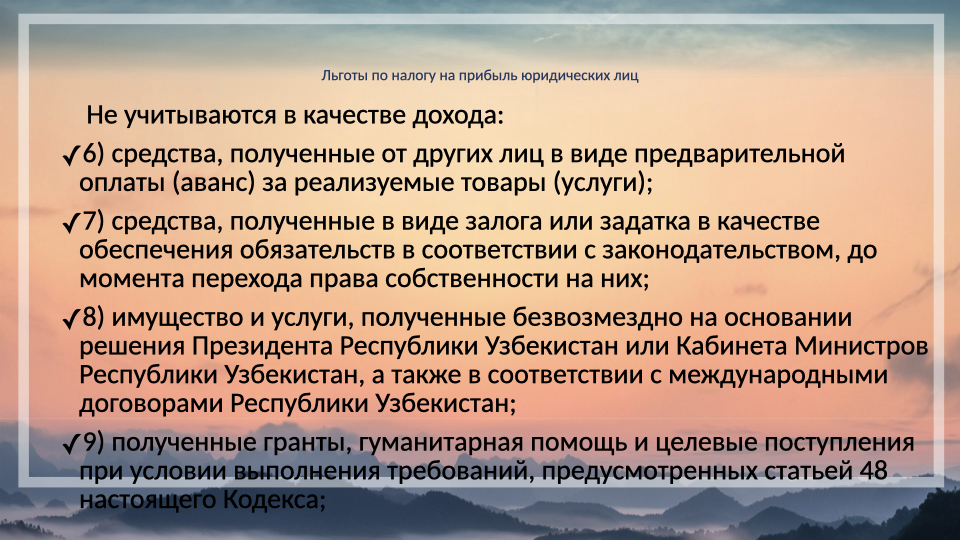 Льготы по налогу на прибыль юридических лиц
Не учитываются в качестве дохода:
✓6) средства, полученные от других лиц в виде предварительной
оплаты (аванс) за реализуемые товары (услуги);
✓7) средства, полученные в виде залога или задатка в качестве
обеспечения обязательств в соответствии с законодательством, до
момента перехода права собственности на них;
✓8) имущество и услуги, полученные безвозмездно на основании
решения Президента Республики Узбекистан или Кабинета Министров
Республики Узбекистан, а также в соответствии с международными
договорами Республики Узбекистан;
✓9) полученные гранты, гуманитарная помощь и целевые поступления
при условии выполнения требований, предусмотренных статьей 48
настоящего Кодекса;